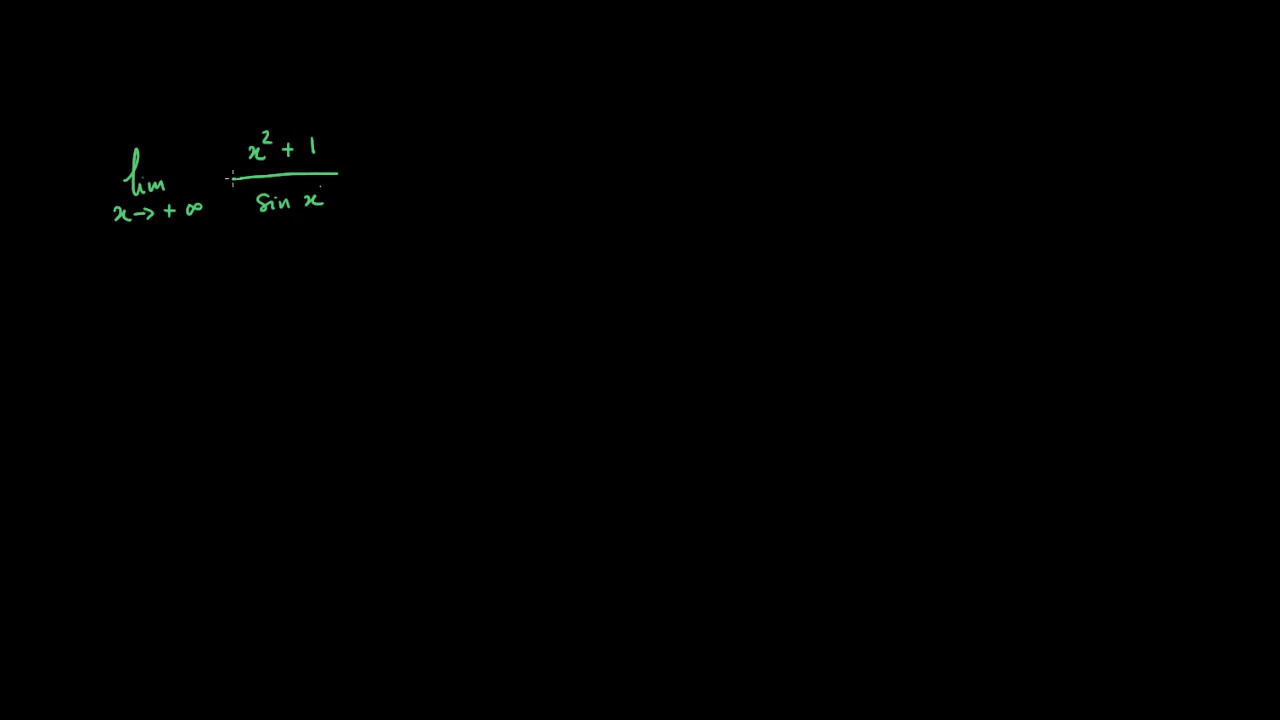 lim x→+∞ x² + 1 / sin x